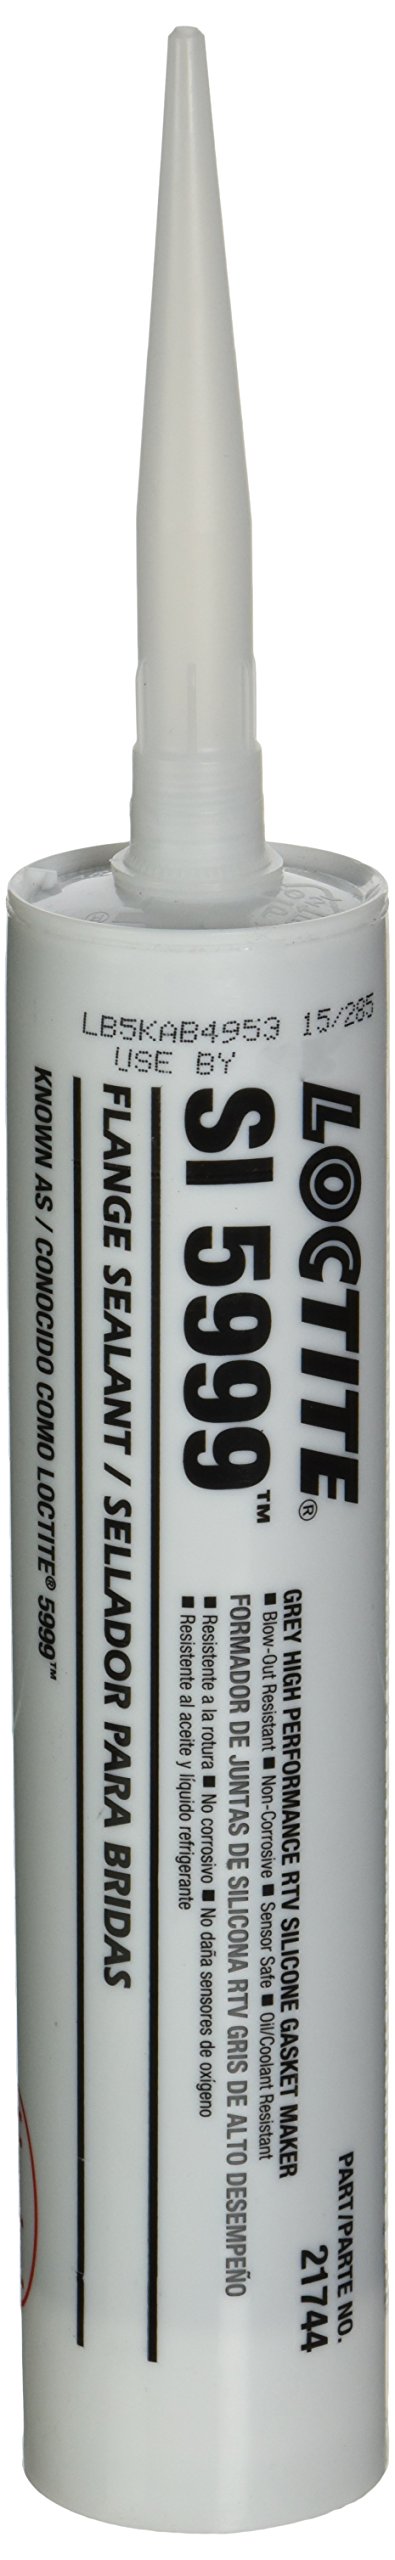 LB5KAB4953 15/285
USE BY
LOCTITE®
SI 5999™
FLANGE SEALANT / SELLADOR PARA BRIDAS
KNOWN AS / CONOCIDO COMO LOCTITE® 5999™
GREY HIGH PERFORMANCE RTV SILICONE GASKET MAKER
■ Blow-Out Resistant ■ Non-Corrosive ■ Sensor Safe ■ Oil/Coolant Resistant
FORMADOR DE JUNTAS DE SILICONA RTV GRIS DE ALTO DESEMPEÑO
■ Resistente a la rotura ■ No corrosivo ■ No daña sensores de oxígeno
■ Resistente al aceite y líquido refrigerante
PART/PARTE NO.
21744